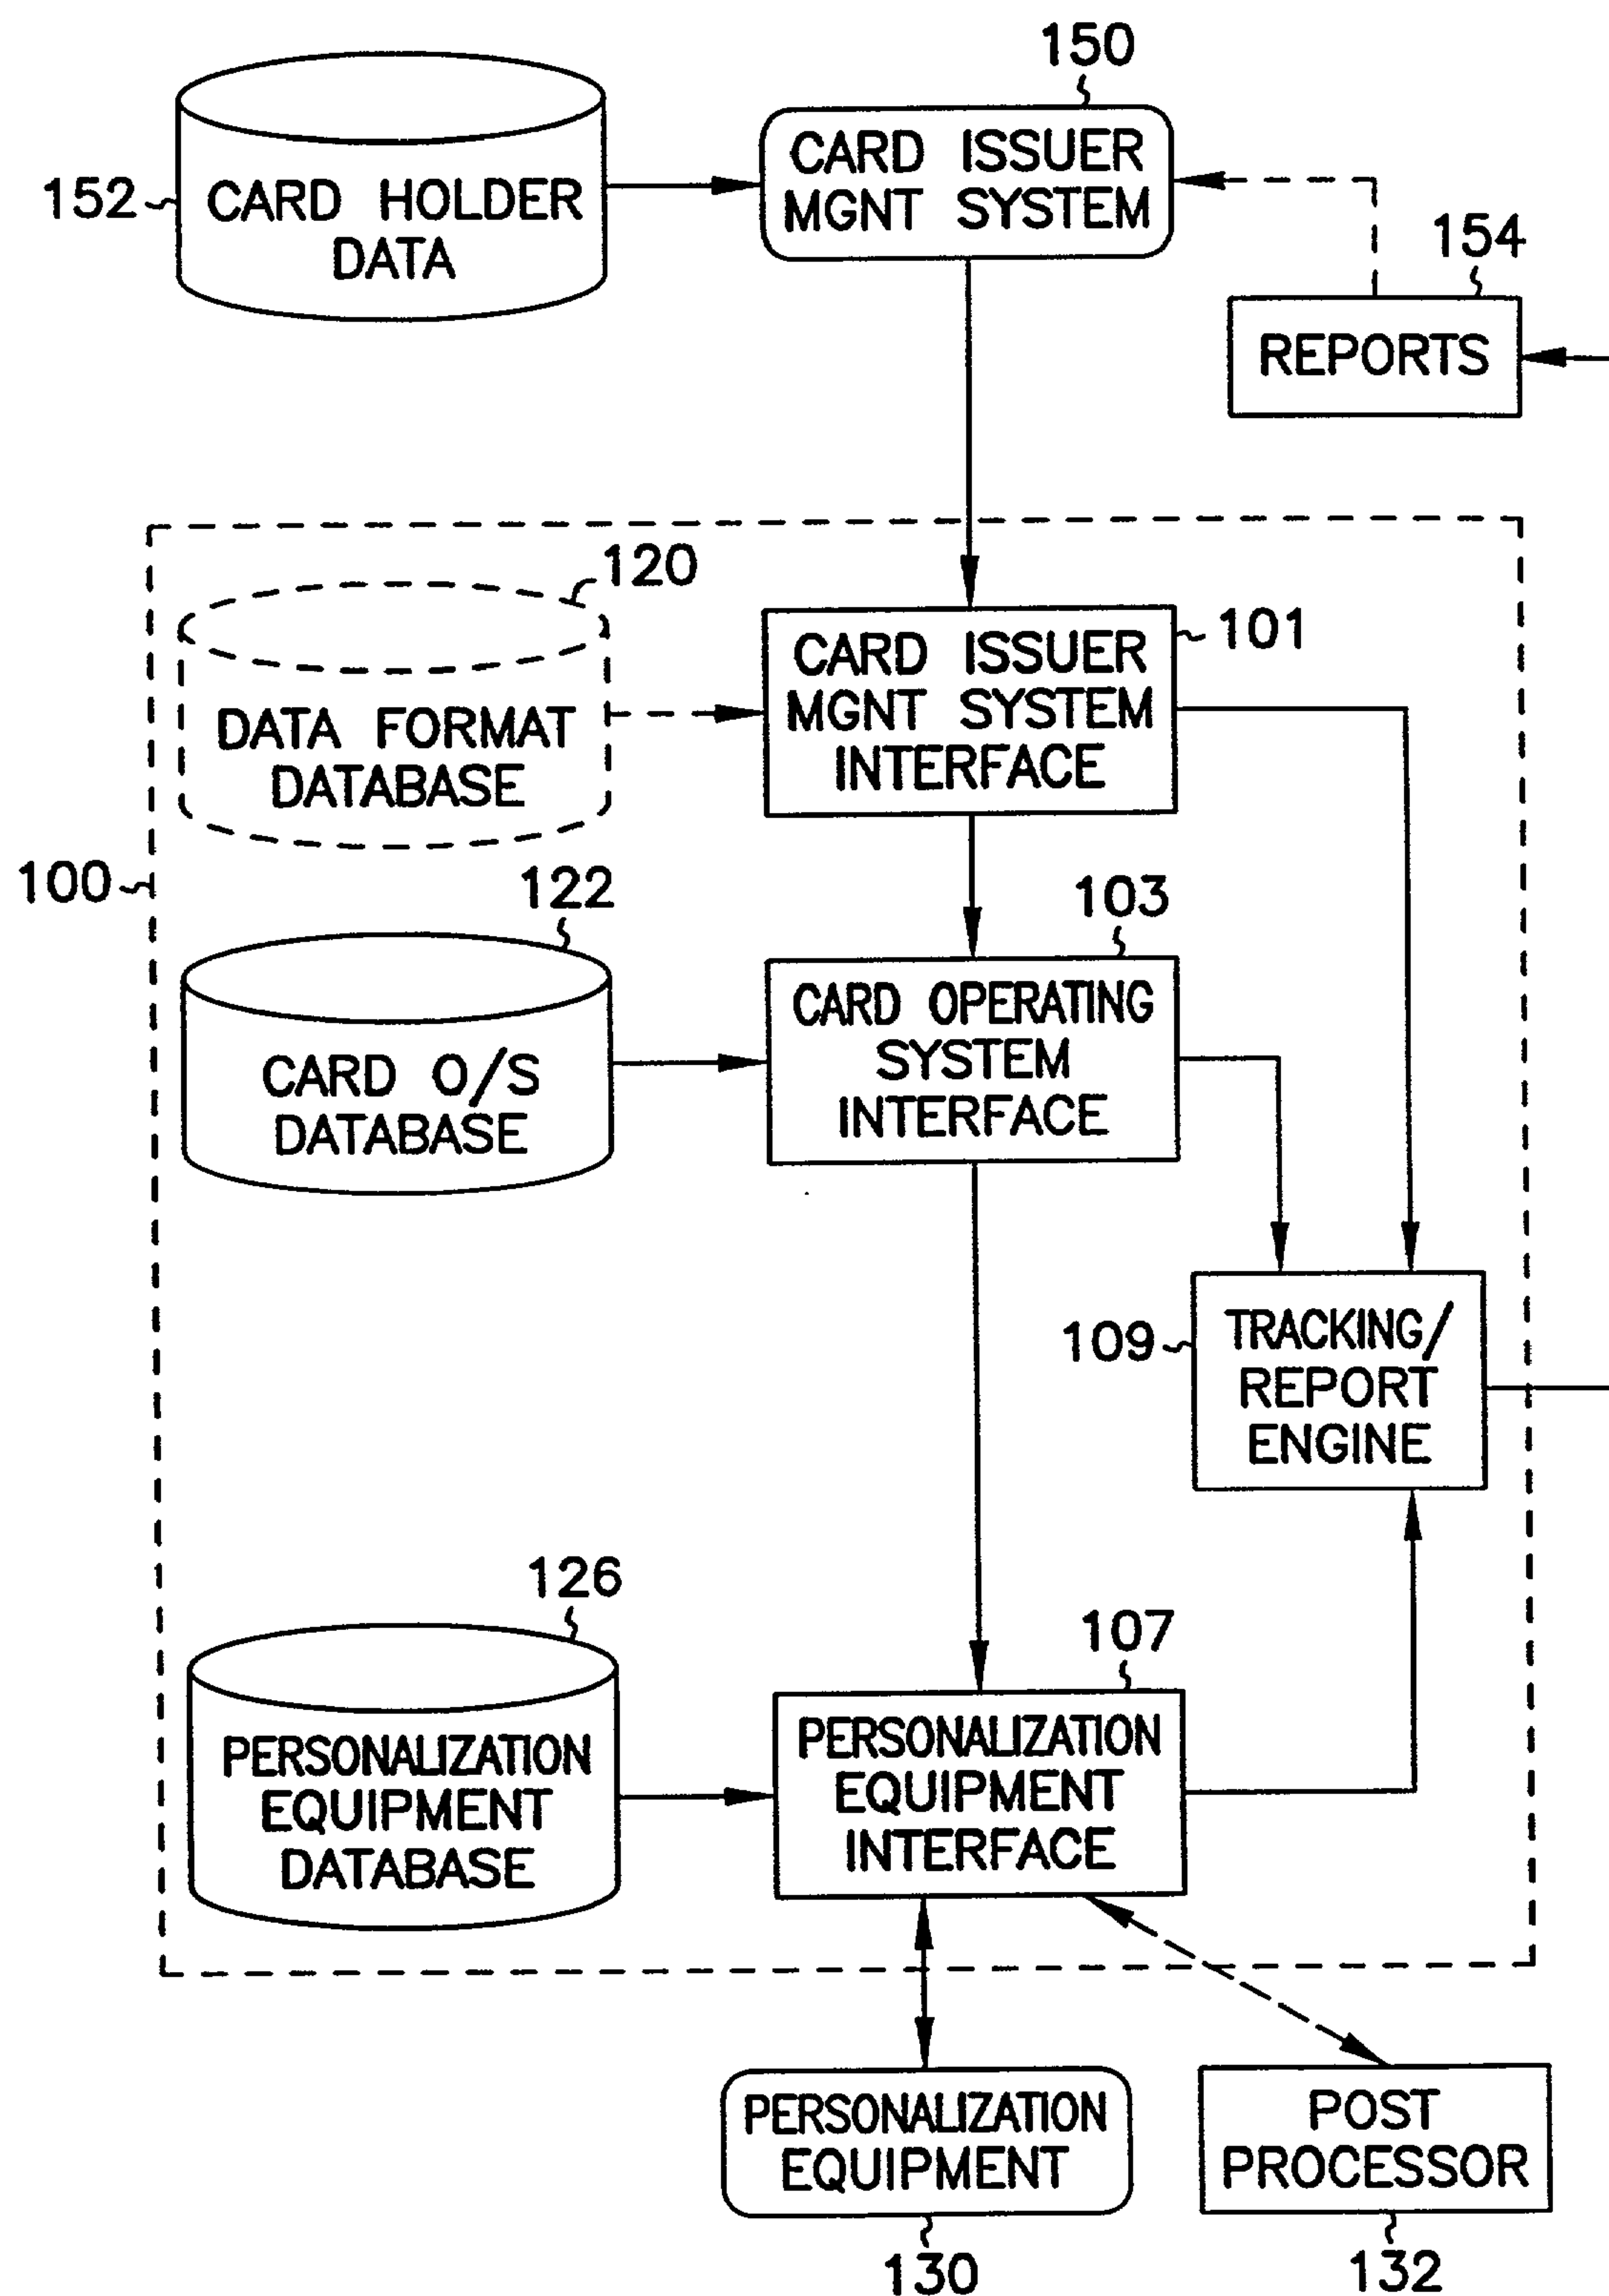 150
CARD ISSUER
MGNT SYSTEM
152
CARD HOLDER
DATA
154
REPORTS
120
DATA FORMAT
DATABASE
101
CARD ISSUER
MGNT SYSTEM
INTERFACE
100
122
CARD O/S
DATABASE
103
CARD OPERATING
SYSTEM
INTERFACE
109
TRACKING/
REPORT
ENGINE
126
PERSONALIZATION
EQUIPMENT
DATABASE
107
PERSONALIZATION
EQUIPMENT
INTERFACE
PERSONALIZATION
EQUIPMENT
130
POST
PROCESSOR
132